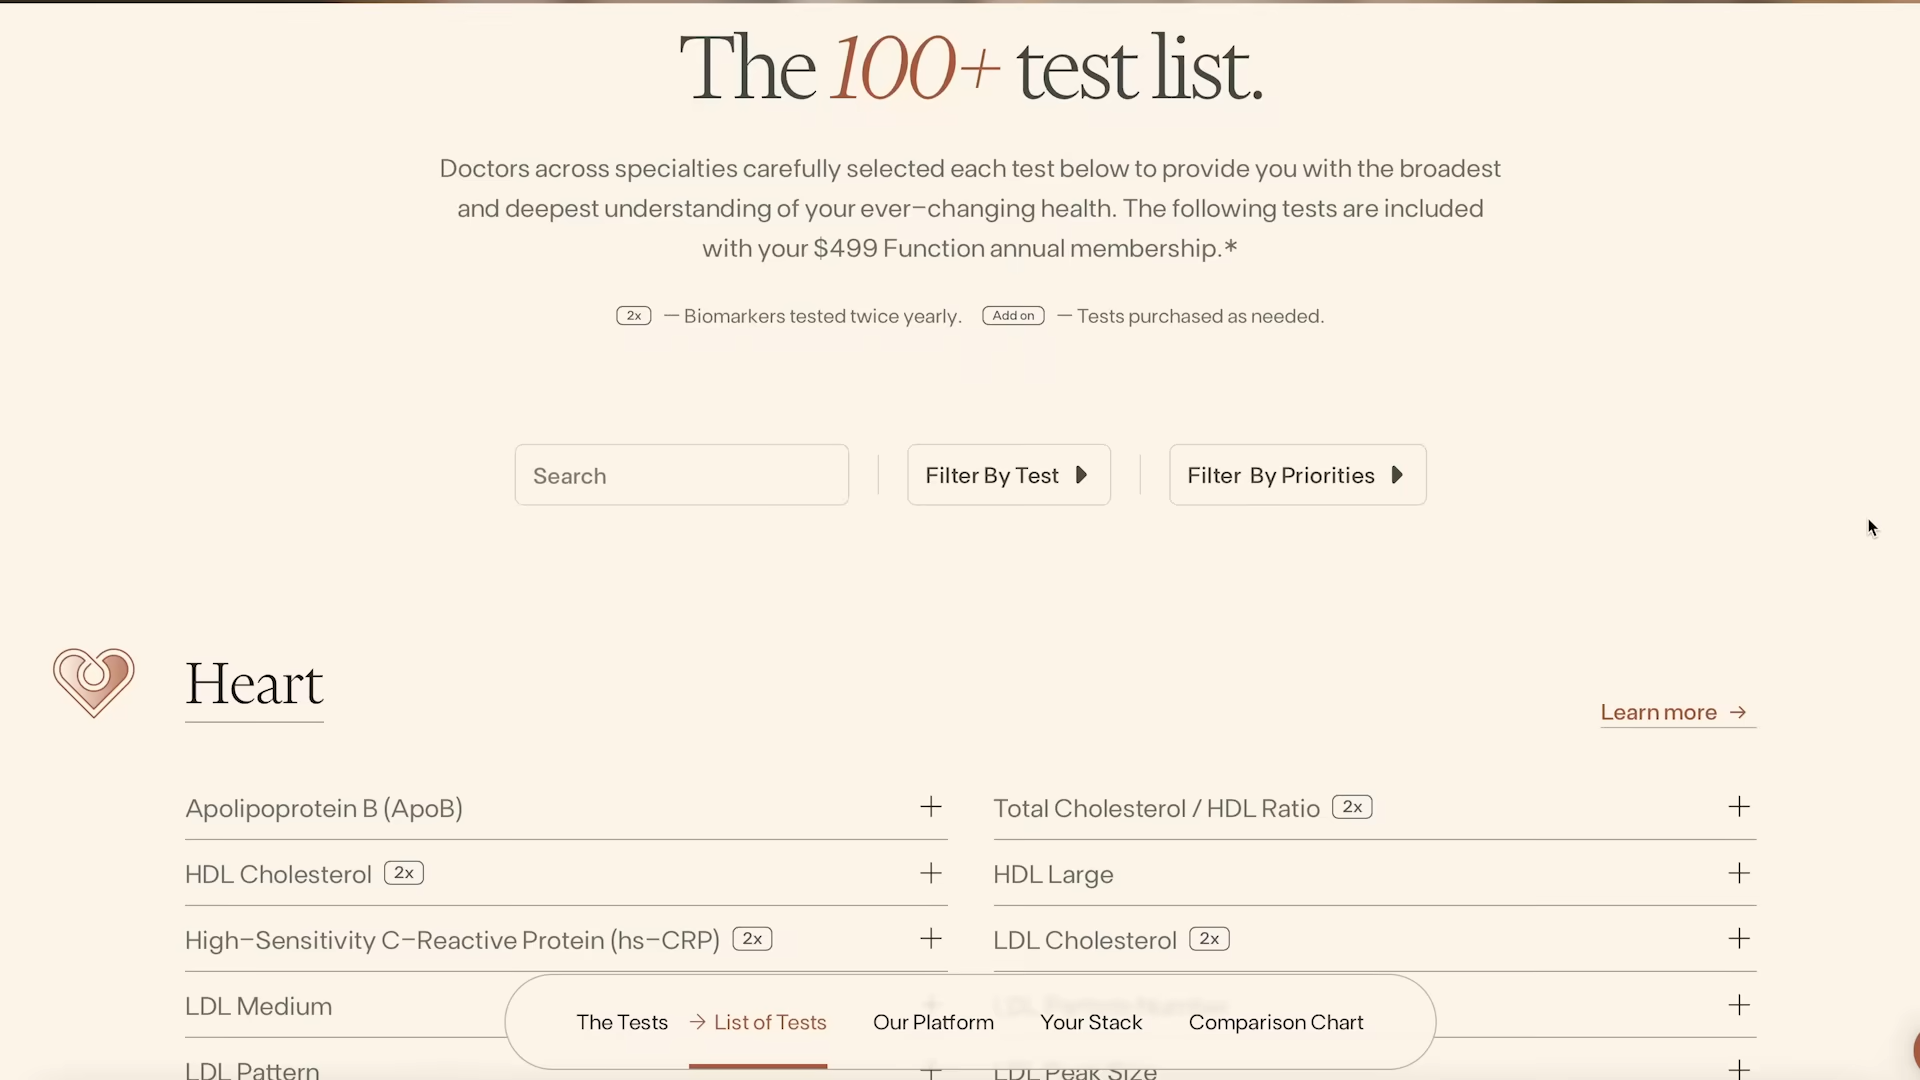 The 100+ test list.
Doctors across specialties carefully selected each test below to provide you with the broadest
and deepest understanding of your ever–changing health. The following tests are included
with your $499 Function annual membership.*
2x — Biomarkers tested twice yearly. Add on — Tests purchased as needed.
Search
Filter By Test
Filter By Priorities
Heart
Learn more →
Apolipoprotein B (ApoB)
Total Cholesterol / HDL Ratio 2x
HDL Cholesterol 2x
HDL Large
High–Sensitivity C–Reactive Protein (hs–CRP) 2x
LDL Cholesterol 2x
LDL Medium
LDL Pattern
LDL Peak Size
The Tests → List of Tests Our Platform Your Stack Comparison Chart